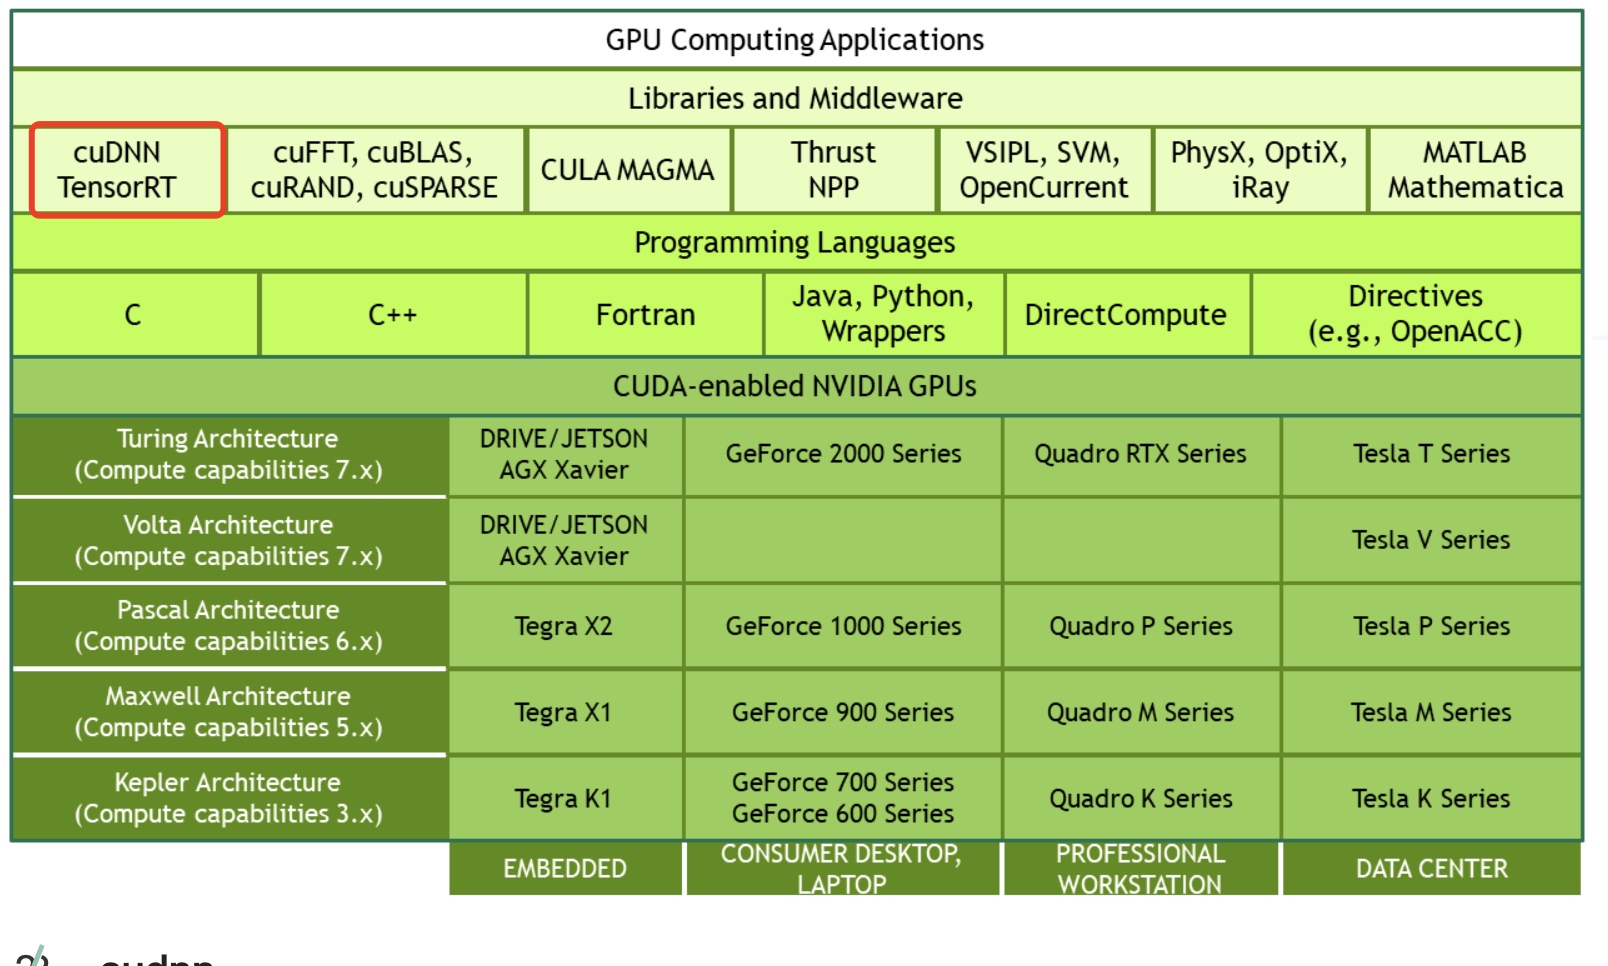 GPU Computing Applications
Libraries and Middleware
cuDNN
TensorRT
cuFFT, cuBLAS,
cuRAND, cuSPARSE
CULA MAGMA
Thrust
NPP
VSIPL, SVM,
OpenCurrent
PhysX, OptiX,
iRay
MATLAB
Mathematica
Programming Languages
C
C++
Fortran
Java, Python,
Wrappers
DirectCompute
Directives
(e.g., OpenACC)
CUDA-enabled NVIDIA GPUs
Turing Architecture
(Compute capabilities 7.x)
DRIVE/JETSON
AGX Xavier
GeForce 2000 Series
Quadro RTX Series
Tesla T Series
Volta Architecture
(Compute capabilities 7.x)
DRIVE/JETSON
AGX Xavier
Tesla V Series
Pascal Architecture
(Compute capabilities 6.x)
Tegra X2
GeForce 1000 Series
Quadro P Series
Tesla P Series
Maxwell Architecture
(Compute capabilities 5.x)
Tegra X1
GeForce 900 Series
Quadro M Series
Tesla M Series
Kepler Architecture
(Compute capabilities 3.x)
Tegra K1
GeForce 700 Series
GeForce 600 Series
Quadro K Series
Tesla K Series
EMBEDDED
CONSUMER DESKTOP,
LAPTOP
PROFESSIONAL
WORKSTATION
DATA CENTER
cudnn